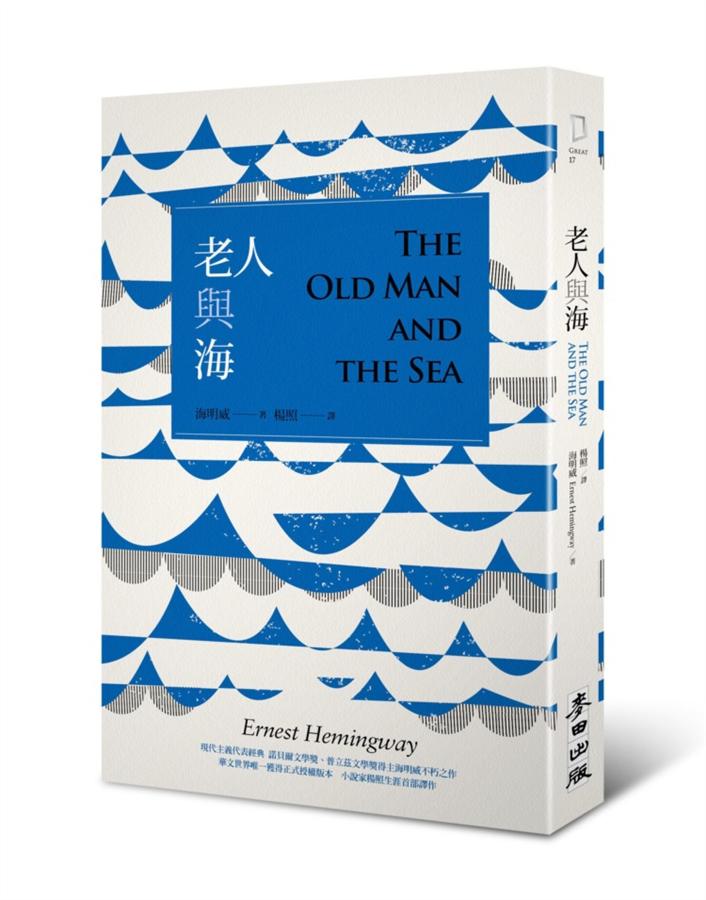 老人
與
海
THE
OLD MAN
AND
THE SEA
海明威——著 楊照——譯
Ernest Hemingway
現代主義代表經典 諾貝爾文學獎、普立茲文學獎得主海明威不朽之作
華文世界唯一獲得正式授權版本 小說家楊照生涯首部譯作
GREAT
17
老人與海
THE OLD MAN
AND THE SEA
楊照/譯
海明威 Ernest Hemingway/著
麥田出版